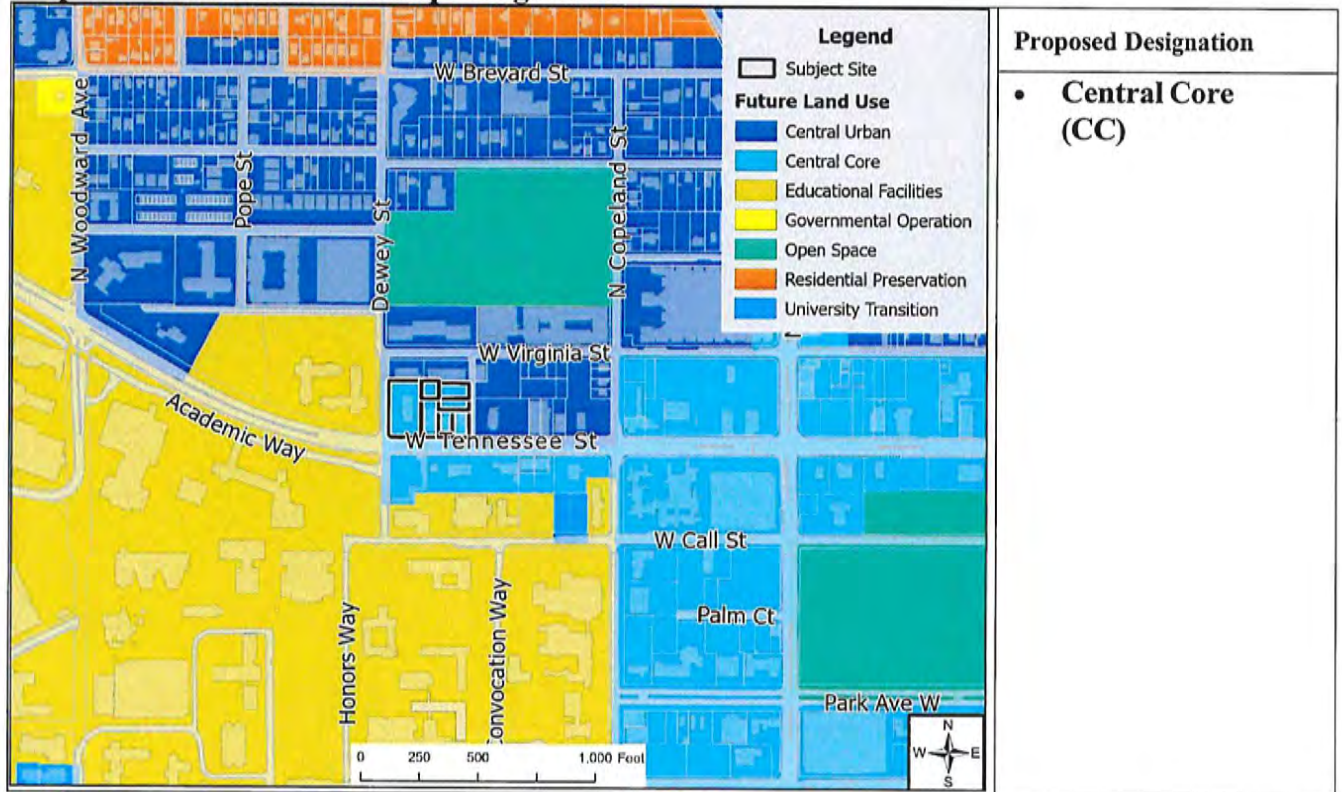 Legend
Subject Site
Future Land Use
Central Urban
Central Core
Educational Facilities
Governmental Operation
Open Space
Residential Preservation
University Transition
W Brevard St
N Woodward Ave
Pope St
Dewey St
N Copeland St
W Virginia St
Academic Way
W Tennessee St
W Call St
Honors Way
Convocation Way
Palm Ct
Park Ave W
0 250 500 1,000 Feet
N
W E
S
Proposed Designation
• Central Core
(CC)